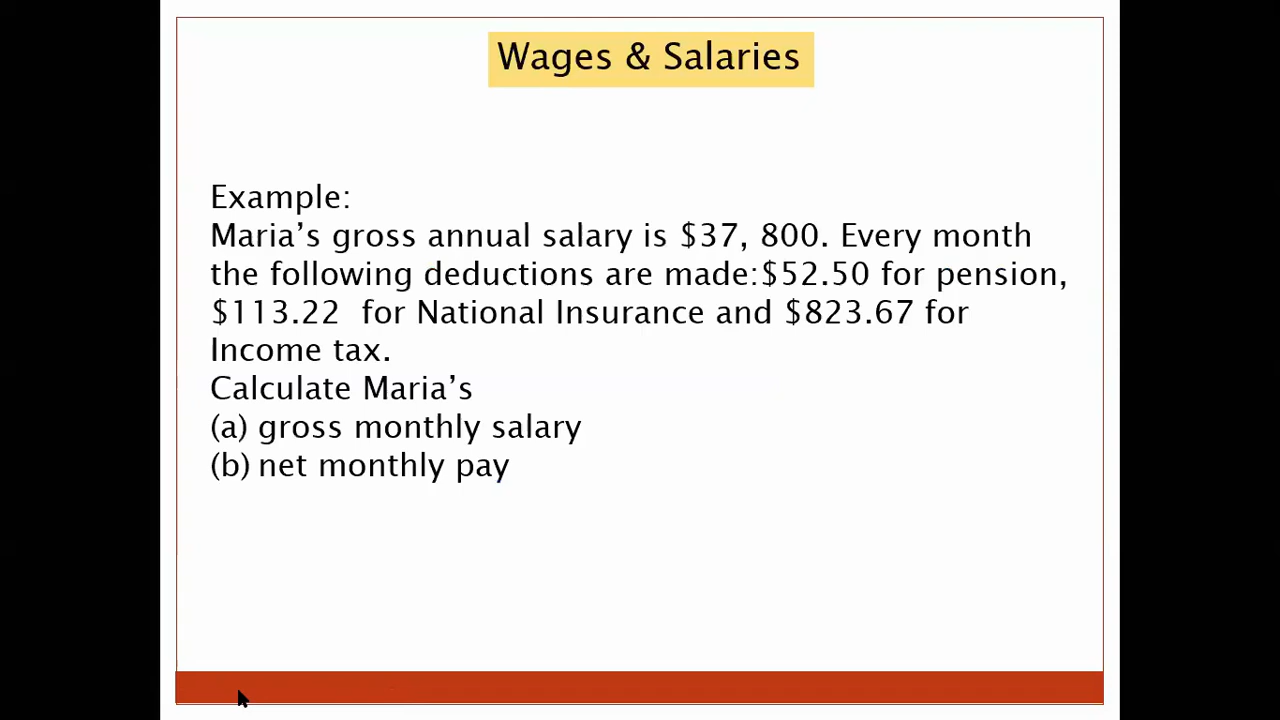 Wages & Salaries
Example:
Maria’s gross annual salary is $37, 800. Every month
the following deductions are made:$52.50 for pension,
$113.22  for National Insurance and $823.67 for
Income tax.
Calculate Maria’s
(a) gross monthly salary
(b) net monthly pay